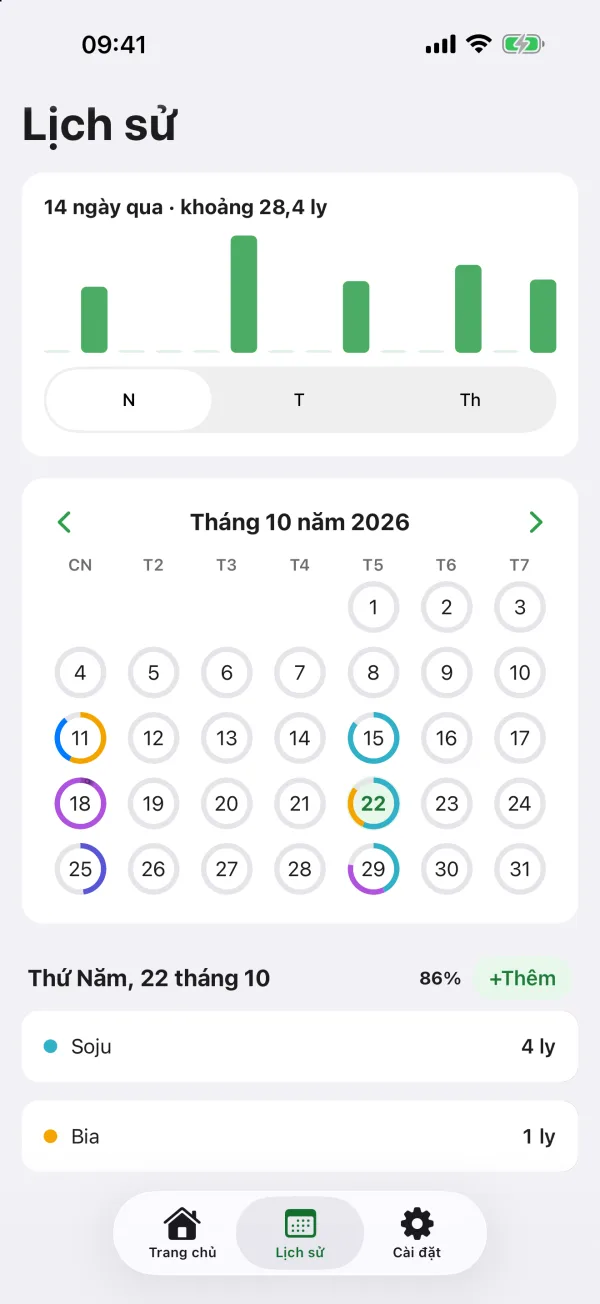 09:41
Lịch sử
14 ngày qua · khoảng 28,4 ly
N T Th
Tháng 10 năm 2026
CN T2 T3 T4 T5 T6 T7
1 2 3
4 5 6 7 8 9 10
11 12 13 14 15 16 17
18 19 20 21 22 23 24
25 26 27 28 29 30 31
Thứ Năm, 22 tháng 10 86% +Thêm
Soju 4 ly
Bia 1 ly
Trang chủ Lịch sử Cài đặt